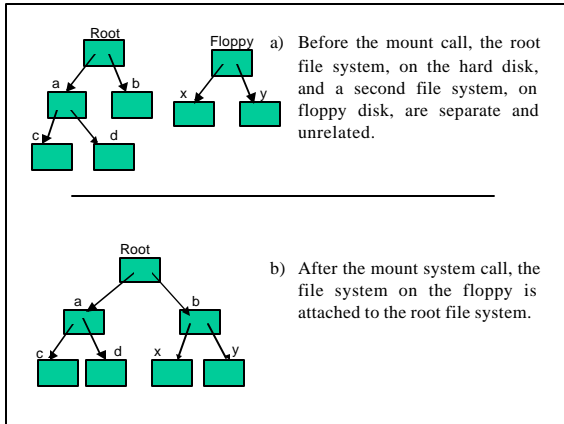 Root
Floppy
a
b
x
y
c
d
a) Before the mount call, the root
file system, on the hard disk,
and a second file system, on
floppy disk, are separate and
unrelated.
Root
a
b
c
d
x
y
b) After the mount system call, the
file system on the floppy is
attached to the root file system.